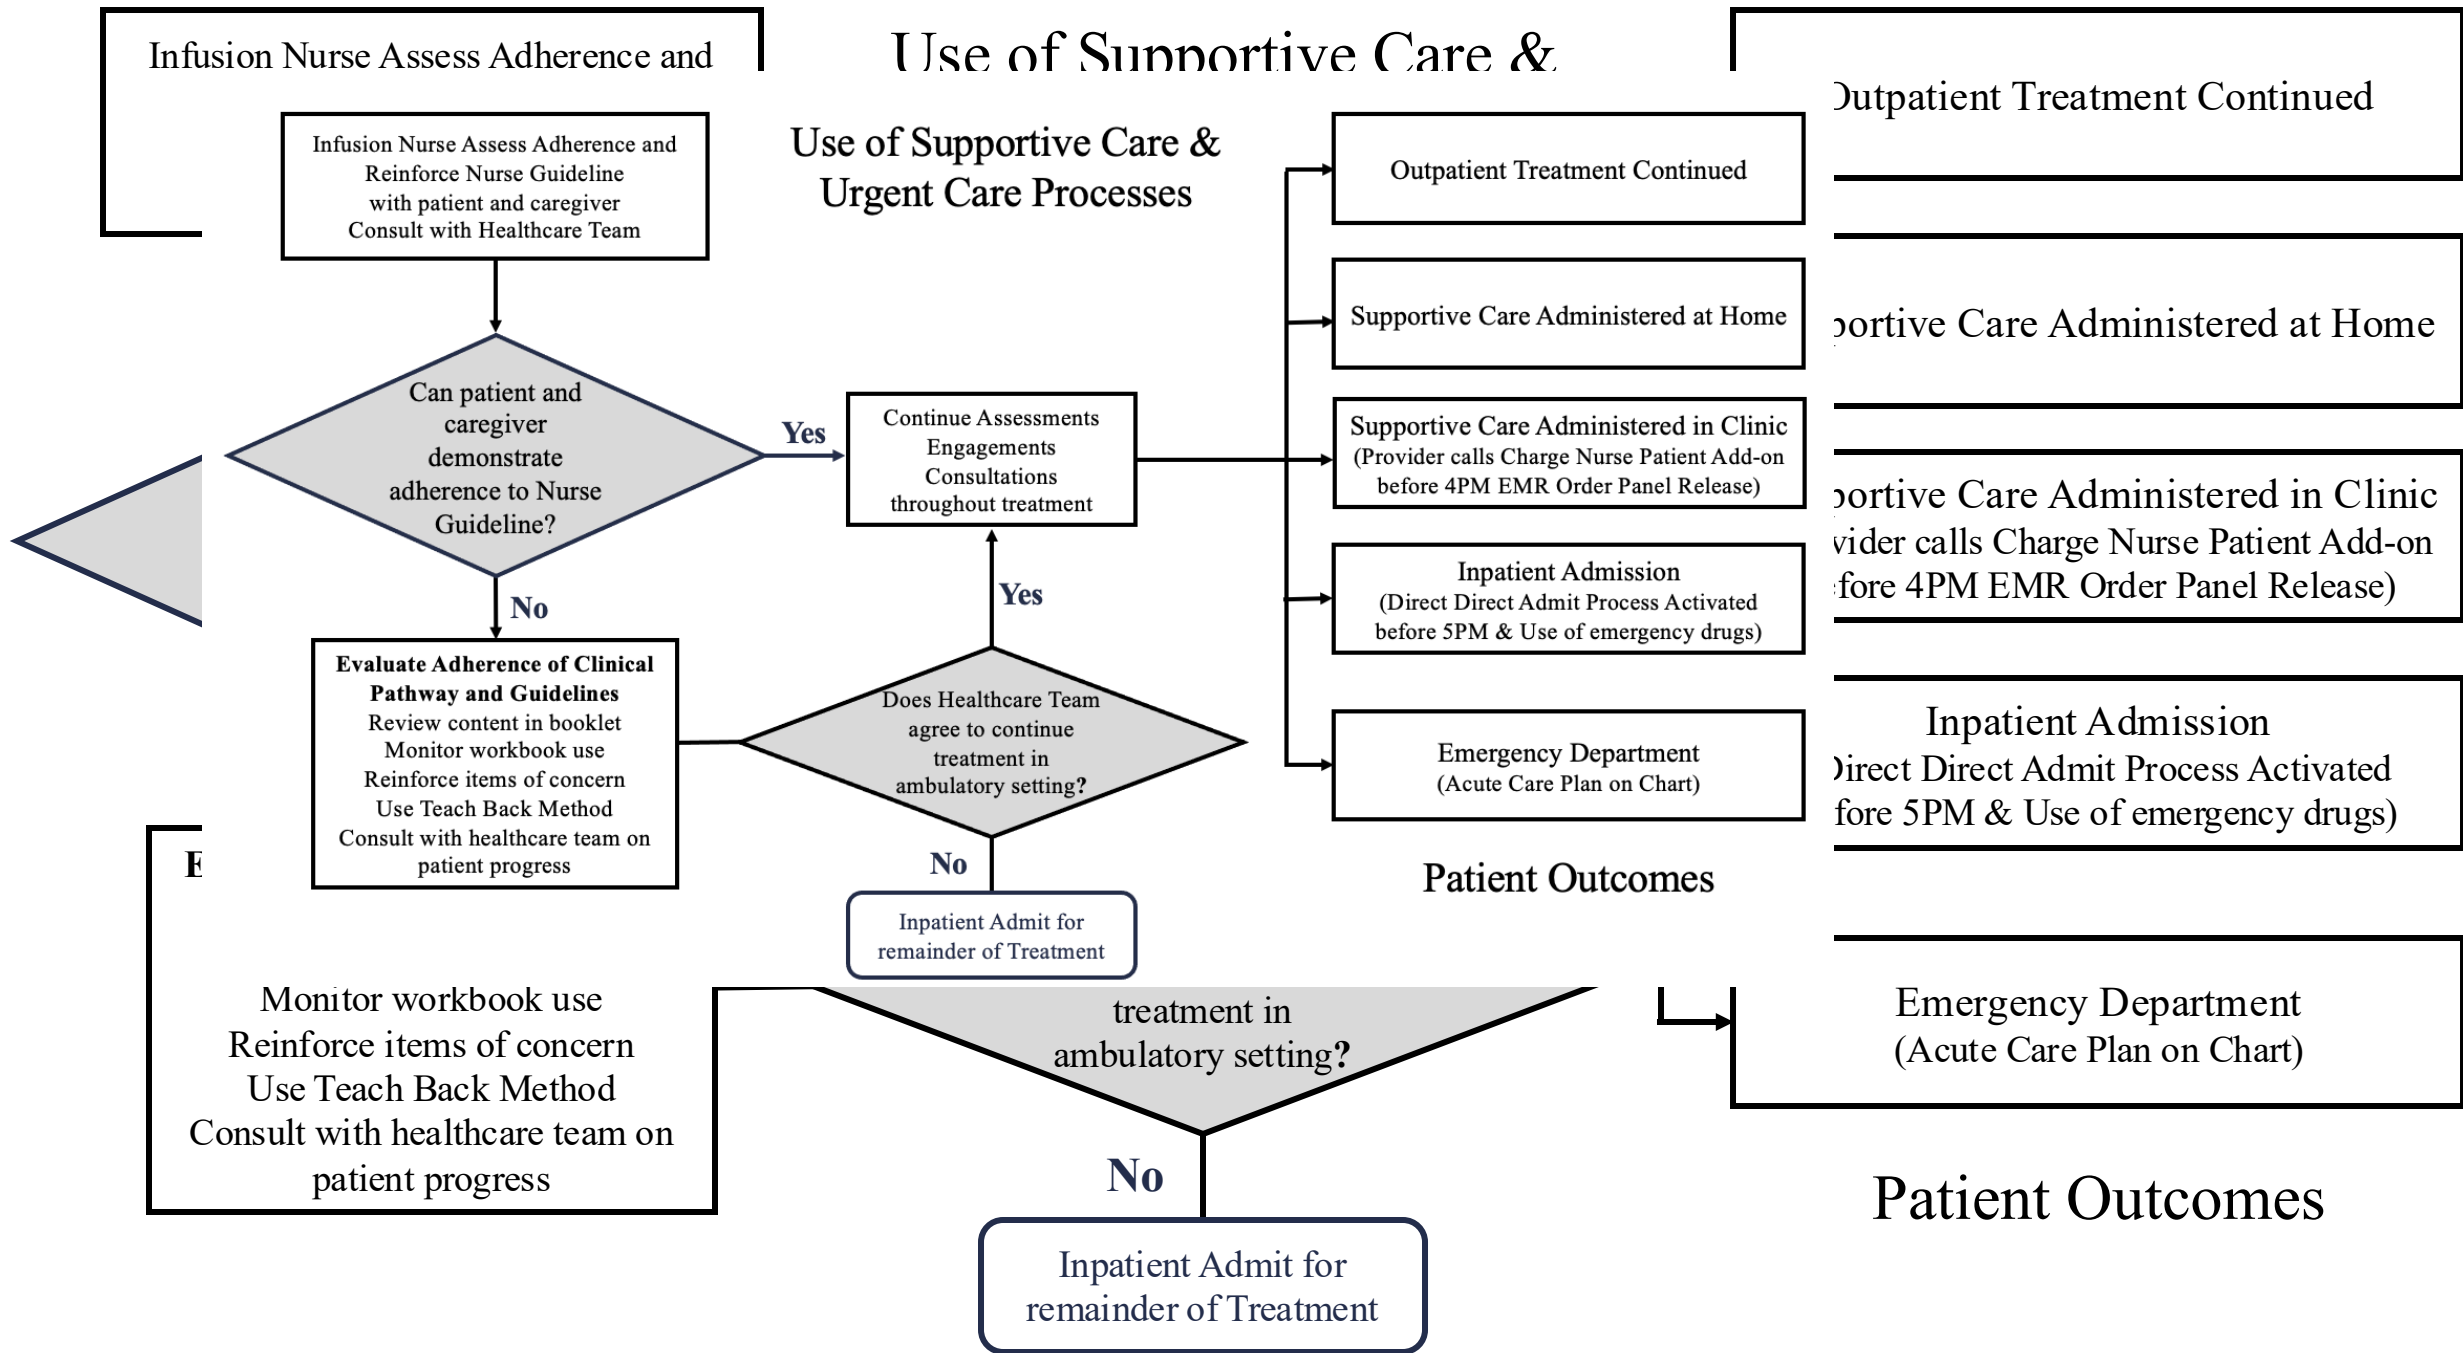 Infusion Nurse Assess Adherence and
Use of Supportive Care &
Outpatient Treatment Continued
Infusion Nurse Assess Adherence and
Reinforce Nurse Guideline
with patient and caregiver
Consult with Healthcare Team
Use of Supportive Care &
Urgent Care Processes
Outpatient Treatment Continued
Supportive Care Administered at Home
Can patient and
caregiver
demonstrate
adherence to Nurse
Guideline?
Yes
Continue Assessments
Engagements
Consultations
throughout treatment
Supportive Care Administered in Clinic
(Provider calls Charge Nurse Patient Add-on
before 4PM EMR Order Panel Release)
No
Yes
Inpatient Admission
(Direct Direct Admit Process Activated
before 5PM & Use of emergency drugs)
Evaluate Adherence of Clinical
Pathway and Guidelines
Review content in booklet
Monitor workbook use
Reinforce items of concern
Use Teach Back Method
Consult with healthcare team on
patient progress
Does Healthcare Team
agree to continue
treatment in
ambulatory setting?
Emergency Department
(Acute Care Plan on Chart)
No
Inpatient Admit for
remainder of Treatment
Patient Outcomes
Care Administered at Home
Care Administered in Clinic
calls Charge Nurse Patient Add-on
4PM EMR Order Panel Release)
Inpatient Admission
Direct Direct Admit Process Activated
5PM & Use of emergency drugs)
Emergency Department
(Acute Care Plan on Chart)
Monitor workbook use
Reinforce items of concern
Use Teach Back Method
Consult with healthcare team on
patient progress
treatment in
ambulatory setting?
No
Inpatient Admit for
remainder of Treatment
Patient Outcomes